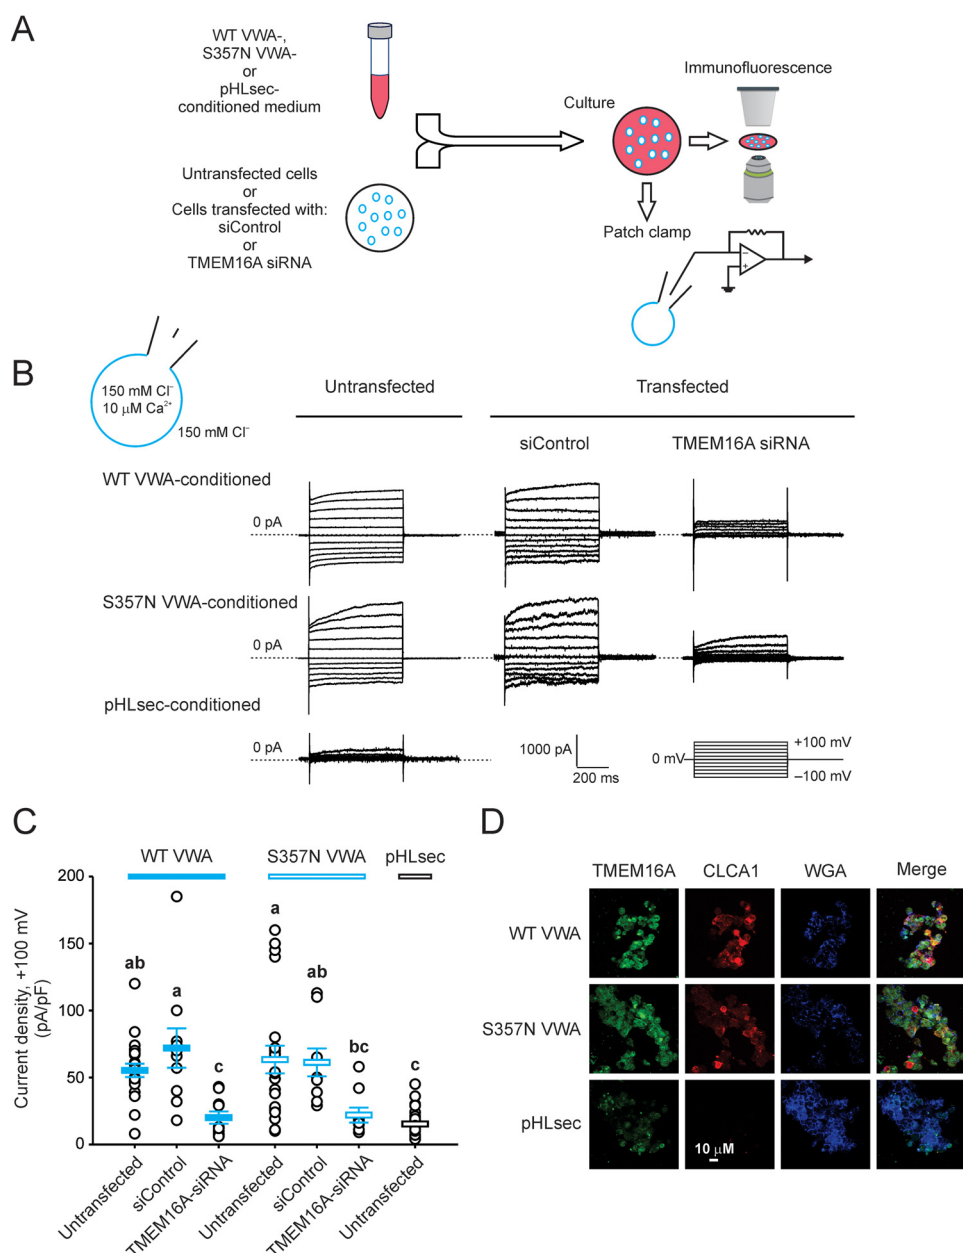 A
WT VWA-,
S357N VWA-
or
pHLsec-
conditioned medium
Untransfected cells
or
Cells transfected with:
siControl
or
TMEM16A siRNA
Culture
Immunofluorescence
Patch clamp
−
+
B
150 mM Cl⁻
10 µM Ca²⁺
150 mM Cl⁻
Untransfected
Transfected
siControl
TMEM16A siRNA
WT VWA-conditioned
0 pA
S357N VWA-conditioned
0 pA
pHLsec-conditioned
0 pA
1000 pA
200 ms
0 mV
+100 mV
−100 mV
C
WT VWA
S357N VWA
pHLsec
Current density, +100 mV
(pA/pF)
200
150
100
50
0
ab
a
c
a
ab
bc
c
Untransfected
siControl
TMEM16A-siRNA
Untransfected
siControl
TMEM16A-siRNA
Untransfected
D
TMEM16A
CLCA1
WGA
Merge
WT VWA
S357N VWA
pHLsec
10 µM